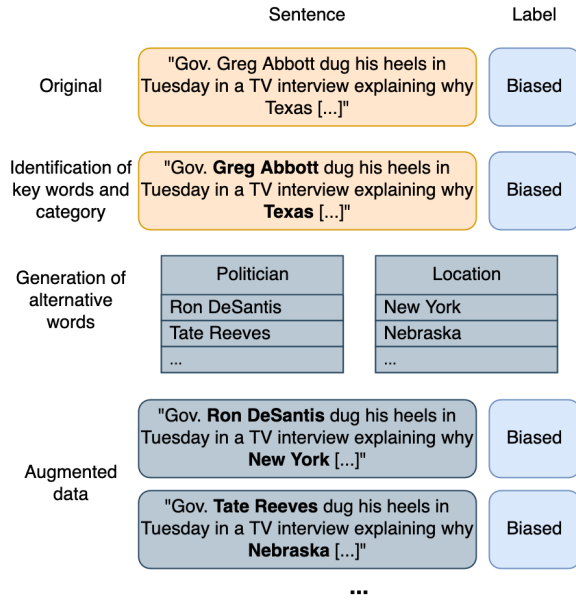 Sentence Label
Original
"Gov. Greg Abbott dug his heels in
Tuesday in a TV interview explaining why
Texas [...]"
Biased
Identification of
key words and
category
"Gov. Greg Abbott dug his heels in
Tuesday in a TV interview explaining why
Texas [...]"
Biased
Generation of
alternative
words
Politician
Ron DeSantis
Tate Reeves
...
Location
New York
Nebraska
...
Augmented
data
"Gov. Ron DeSantis dug his heels in
Tuesday in a TV interview explaining why
New York [...]"
Biased
"Gov. Tate Reeves dug his heels in
Tuesday in a TV interview explaining why
Nebraska [...]"
Biased
...